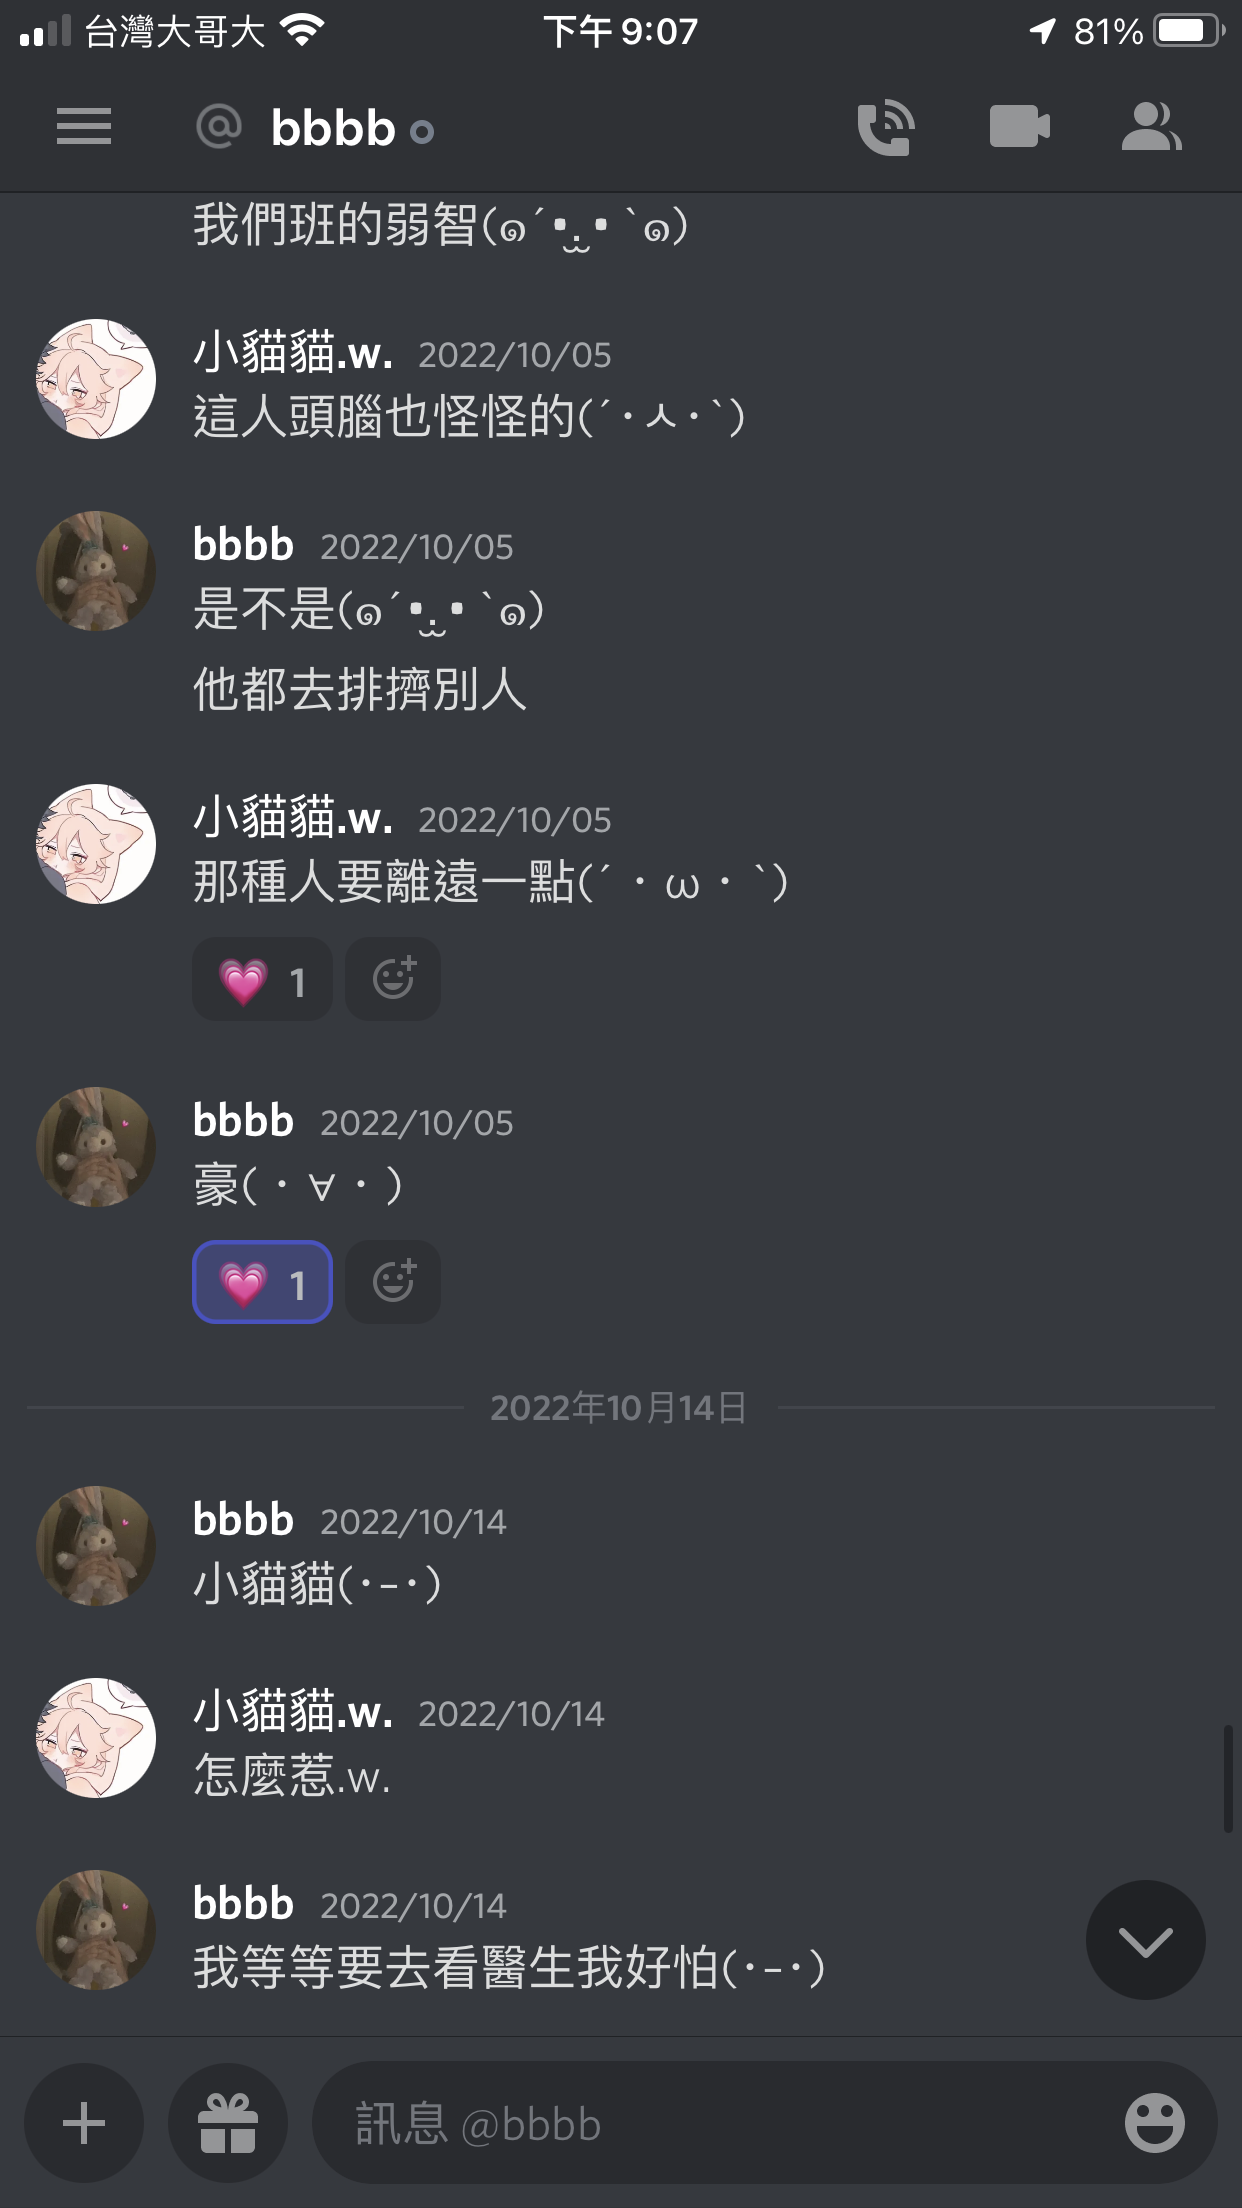 台灣大哥大 下午 9:07 81%
@ bbbb
我們班的弱智(๑´•.̫ • `๑)
小貓貓.w. 2022/10/05
這人頭腦也怪怪的(´･ㅅ･`)
bbbb 2022/10/05
是不是(๑´•.̫ • `๑)
他都去排擠別人
小貓貓.w. 2022/10/05
那種人要離遠一點(´・ω・`)
💗 1
bbbb 2022/10/05
豪(・∀・)
💗 1
2022年10月14日
bbbb 2022/10/14
小貓貓(･-･)
小貓貓.w. 2022/10/14
怎麼惹.w.
bbbb 2022/10/14
我等等要去看醫生我好怕(･-･)
訊息 @bbbb